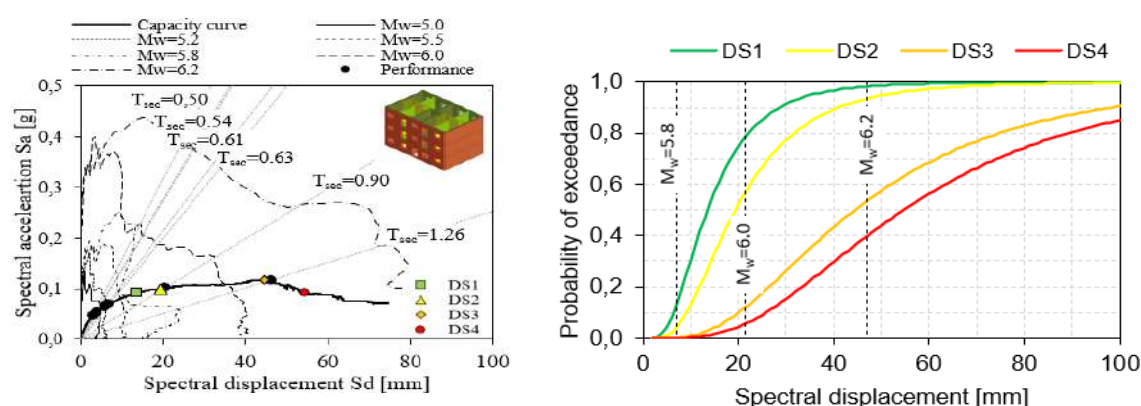 Capacity curve
Mw=5.0
Mw=5.2
Mw=5.5
Mw=5.8
Mw=6.0
Mw=6.2
Performance
Spectral acceleartion Sa [g]
0,5
0,4
0,3
0,2
0,1
0,0
Tsec=0,50
Tsec=0.54
Tsec=0.61
Tsec=0.63
Tsec=0.90
Tsec=1.26
DS1
DS2
DS3
DS4
0 20 40 60 80 100
Spectral displacement Sd [mm]
DS1 DS2 DS3 DS4
Probability of exceedance
1,0
0,8
0,6
0,4
0,2
0,0
Mw=5.8
Mw=6.0
Mw=6.2
0 20 40 60 80 100
Spectral displacement [mm]